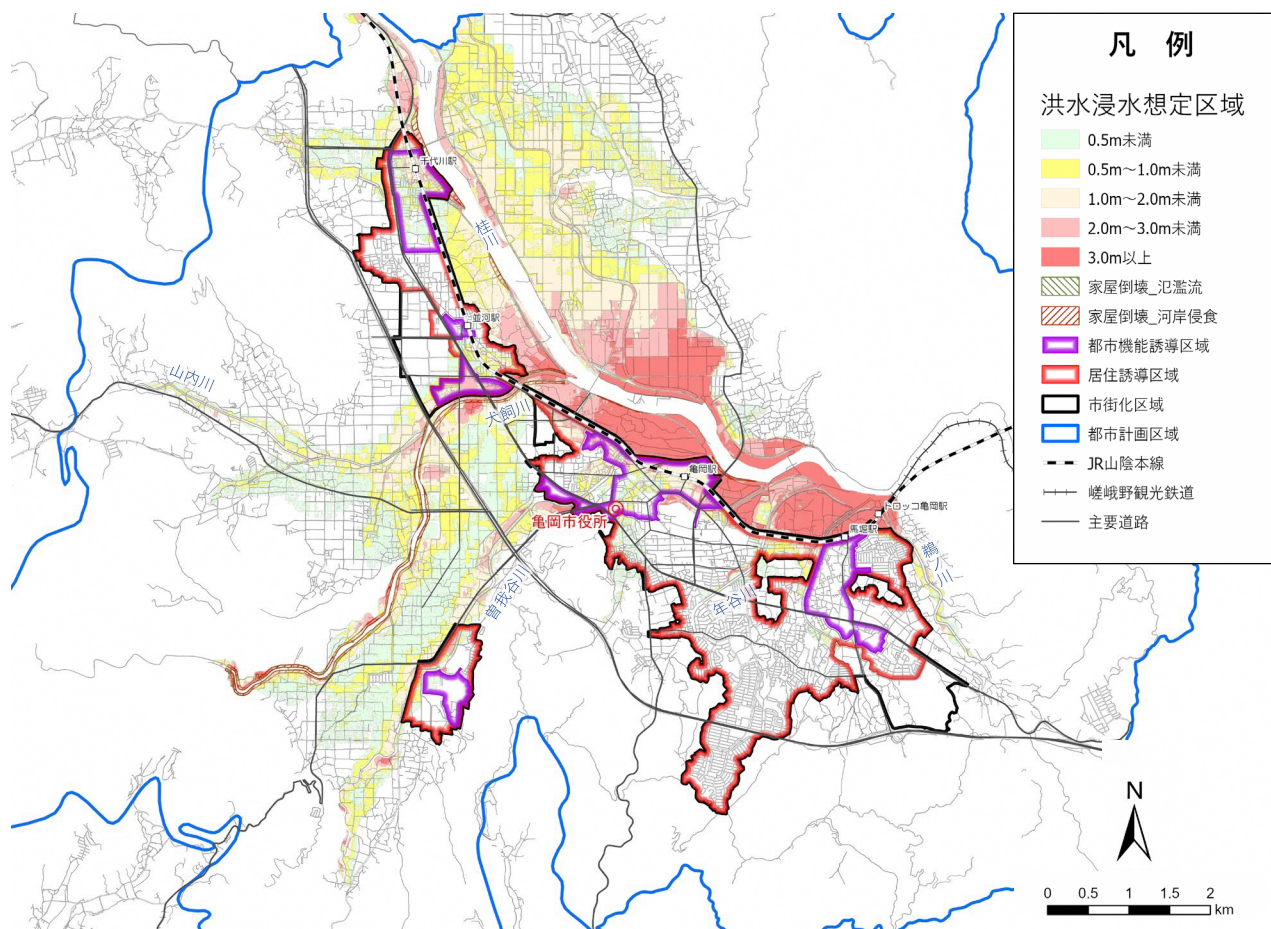 凡 例
洪水浸水想定区域
0.5m未満
0.5m～1.0m未満
1.0m～2.0m未満
2.0m～3.0m未満
3.0m以上
家屋倒壊_氾濫流
家屋倒壊_河岸侵食
都市機能誘導区域
居住誘導区域
市街化区域
都市計画区域
JR山陰本線
嵯峨野観光鉄道
主要道路
千代川駅
桂川
並河駅
山内川
犬飼川
亀岡駅
亀岡市役所
トロッコ亀岡駅
馬堀駅
鵜ノ川
曽我谷川
年谷川
N
0 0.5 1 1.5 2
km